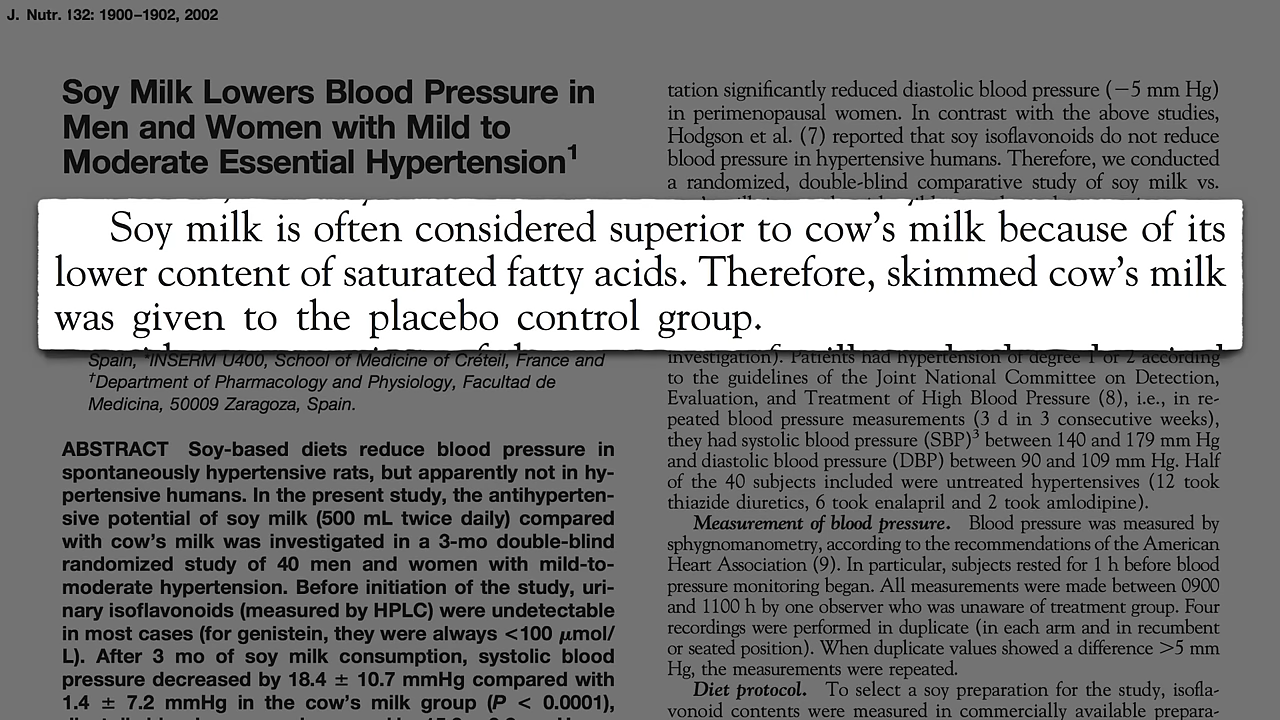 J. Nutr. 132: 1900–1902, 2002
Soy Milk Lowers Blood Pressure in
Men and Women with Mild to
Moderate Essential Hypertension1
Soy milk is often considered superior to cow's milk because of its
lower content of saturated fatty acids. Therefore, skimmed cow's milk
was given to the placebo control group.
Spain, *INSERM U400, School of Medicine of Créteil, France and
†Department of Pharmacology and Physiology, Facultad de
Medicina, 50009 Zaragoza, Spain.
ABSTRACT Soy-based diets reduce blood pressure in
spontaneously hypertensive rats, but apparently not in hy-
pertensive humans. In the present study, the antihyperten-
sive potential of soy milk (500 mL twice daily) compared
with cow's milk was investigated in a 3-mo double-blind
randomized study of 40 men and women with mild-to-
moderate hypertension. Before initiation of the study, uri-
nary isoflavonoids (measured by HPLC) were undetectable
in most cases (for genistein, they were always <100 μmol/
L). After 3 mo of soy milk consumption, systolic blood
pressure decreased by 18.4 ± 10.7 mmHg compared with
1.4 ± 7.2 mmHg in the cow's milk group (P < 0.0001),
tation significantly reduced diastolic blood pressure (−5 mm Hg)
in perimenopausal women. In contrast with the above studies,
Hodgson et al. (7) reported that soy isoflavonoids do not reduce
blood pressure in hypertensive humans. Therefore, we conducted
a randomized, double-blind comparative study of soy milk vs.
investigation). Patients had hypertension of degree 1 or 2 according
to the guidelines of the Joint National Committee on Detection,
Evaluation, and Treatment of High Blood Pressure (8), i.e., in re-
peated blood pressure measurements (3 d in 3 consecutive weeks),
they had systolic blood pressure (SBP)3 between 140 and 179 mm Hg
and diastolic blood pressure (DBP) between 90 and 109 mm Hg. Half
of the 40 subjects included were untreated hypertensives (12 took
thiazide diuretics, 6 took enalapril and 2 took amlodipine).
Measurement of blood pressure. Blood pressure was measured by
sphygmanometry, according to the recommendations of the American
Heart Association (9). In particular, subjects rested for 1 h before blood
pressure monitoring began. All measurements were made between 0900
and 1100 h by one observer who was unaware of treatment group. Four
recordings were performed in duplicate (in each arm and in recumbent
or seated position). When duplicate values showed a difference >5 mm
Hg, the measurements were repeated.
Diet protocol. To select a soy preparation for the study, isofla-
vonoid contents were measured in commercially available prepara-